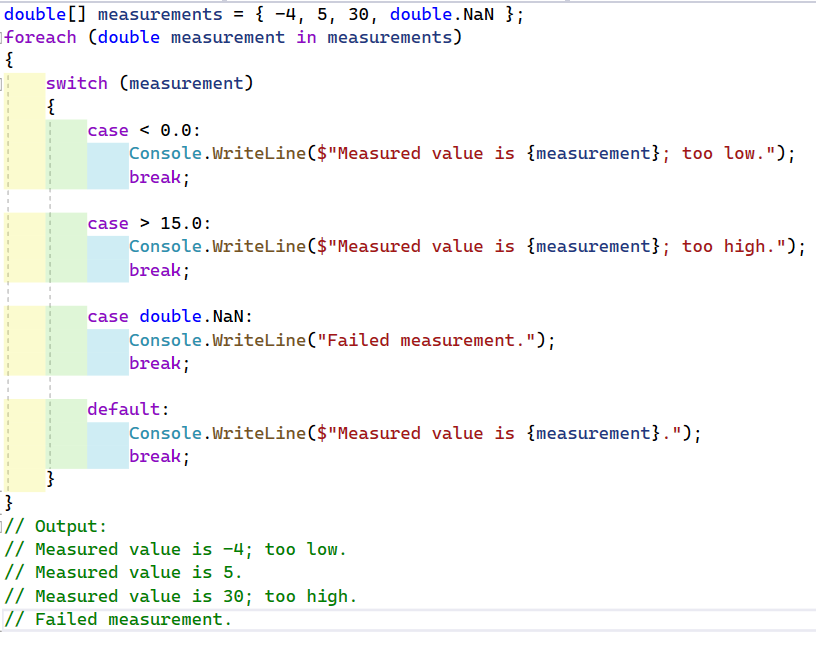 double[] measurements = { -4, 5, 30, double.NaN };
foreach (double measurement in measurements)
{
    switch (measurement)
    {
        case < 0.0:
            Console.WriteLine($"Measured value is {measurement}; too low.");
            break;

        case > 15.0:
            Console.WriteLine($"Measured value is {measurement}; too high.");
            break;

        case double.NaN:
            Console.WriteLine("Failed measurement.");
            break;

        default:
            Console.WriteLine($"Measured value is {measurement}.");
            break;
    }
}
// Output:
// Measured value is -4; too low.
// Measured value is 5.
// Measured value is 30; too high.
// Failed measurement.